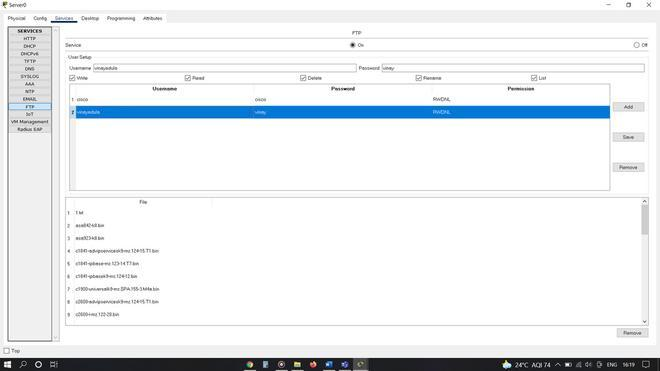 Server0
Physical Config Services Desktop Programming Attributes
SERVICES
HTTP
DHCP
DHCPv6
TFTP
DNS
SYSLOG
AAA
NTP
EMAIL
FTP
IoT
VM Management
Radius EAP
FTP
Service On Off
User Setup
Username vinayedula Password vinay
Write Read Delete Rename List
Username Password Permission
1 cisco cisco RWDNL
2 vinayedula vinay RWDNL
Add
Save
Remove
File
1 1.txt
2 asa842-k8.bin
3 asa923-k8.bin
4 c1841-advipservicesk9-mz.124-15.T1.bin
5 c1841-ipbase-mz.123-14.T7.bin
6 c1841-ipbasek9-mz.124-12.bin
7 c1900-universalk9-mz.SPA.155-3.M4a.bin
8 c2600-advipservicesk9-mz.124-15.T1.bin
9 c2600-i-mz.122-28.bin
Remove
Top
24°C AQI 74 ENG 16:19